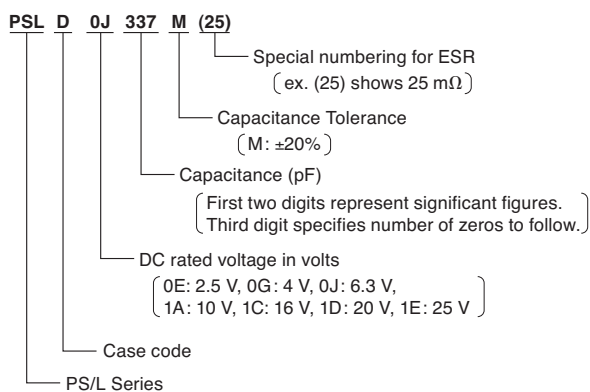 PSL D 0J 337 M (25)
Special numbering for ESR
(ex. (25) shows 25 mΩ)
Capacitance Tolerance
(M: ±20%)
Capacitance (pF)
(First two digits represent significant figures.
Third digit specifies number of zeros to follow.)
DC rated voltage in volts
(0E: 2.5 V, 0G: 4 V, 0J: 6.3 V,
1A: 10 V, 1C: 16 V, 1D: 20 V, 1E: 25 V)
Case code
PS/L Series